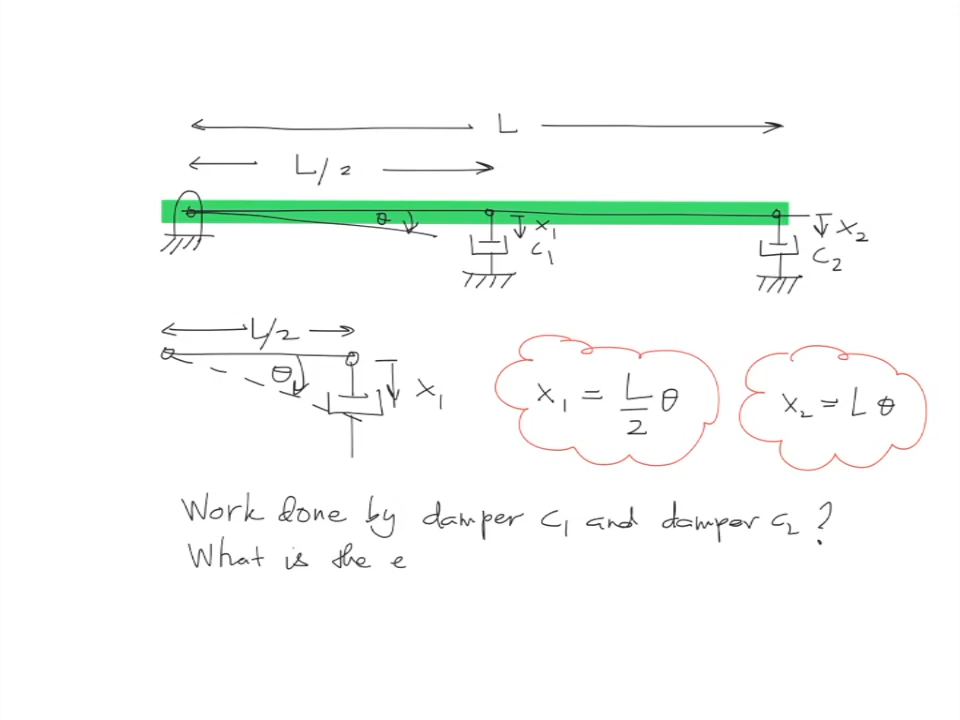 L
L/2
θ
x₁
x₂
c₁
c₂
L/2
θ
x₁
x₁ = L/2 θ
x₂ = L θ
Work done by damper c₁ and damper c₂ ?
What is the e